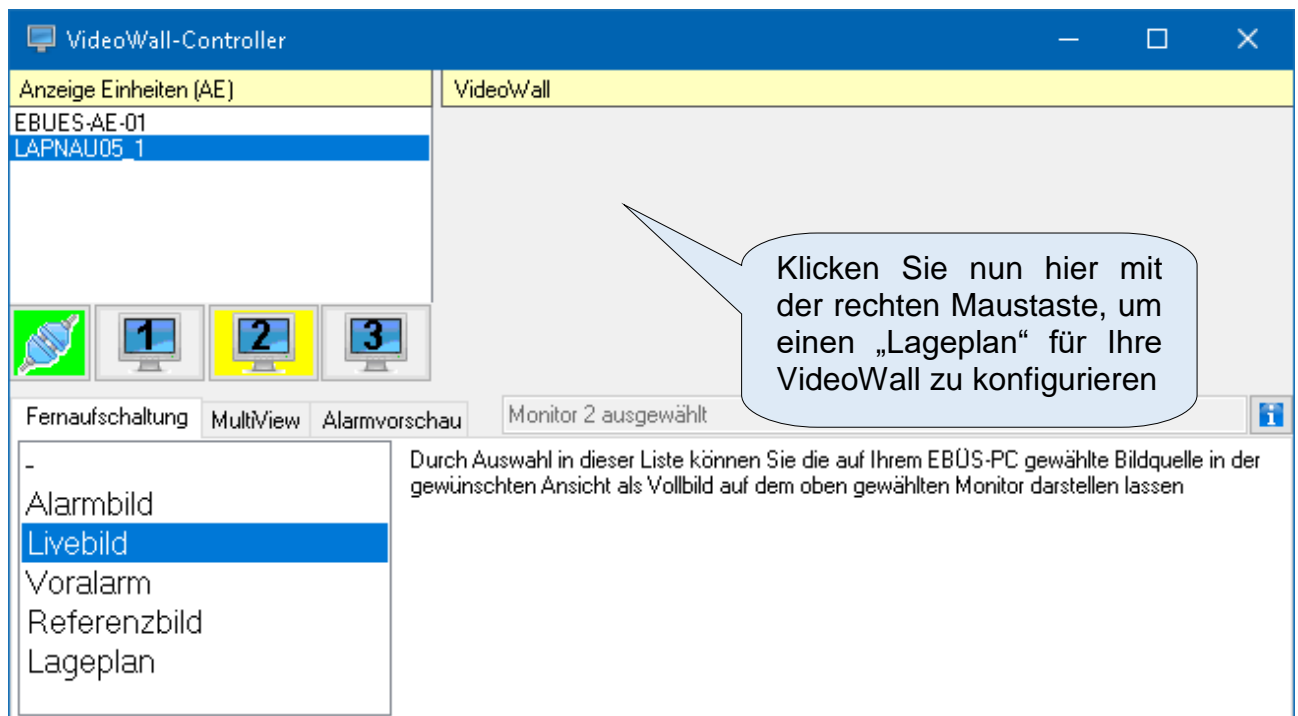 VideoWall-Controller
Anzeige Einheiten (AE)
VideoWall
EBUES-AE-01
LAPNAU05_1
Klicken Sie nun hier mit
der rechten Maustaste, um
einen „Lageplan“ für Ihre
VideoWall zu konfigurieren
1
2
3
Fernaufschaltung
MultiView
Alarmvorschau
Monitor 2 ausgewählt
-
Alarmbild
Livebild
Voralarm
Referenzbild
Lageplan
Durch Auswahl in dieser Liste können Sie die auf Ihrem EBÜS-PC gewählte Bildquelle in der
gewünschten Ansicht als Vollbild auf dem oben gewählten Monitor darstellen lassen